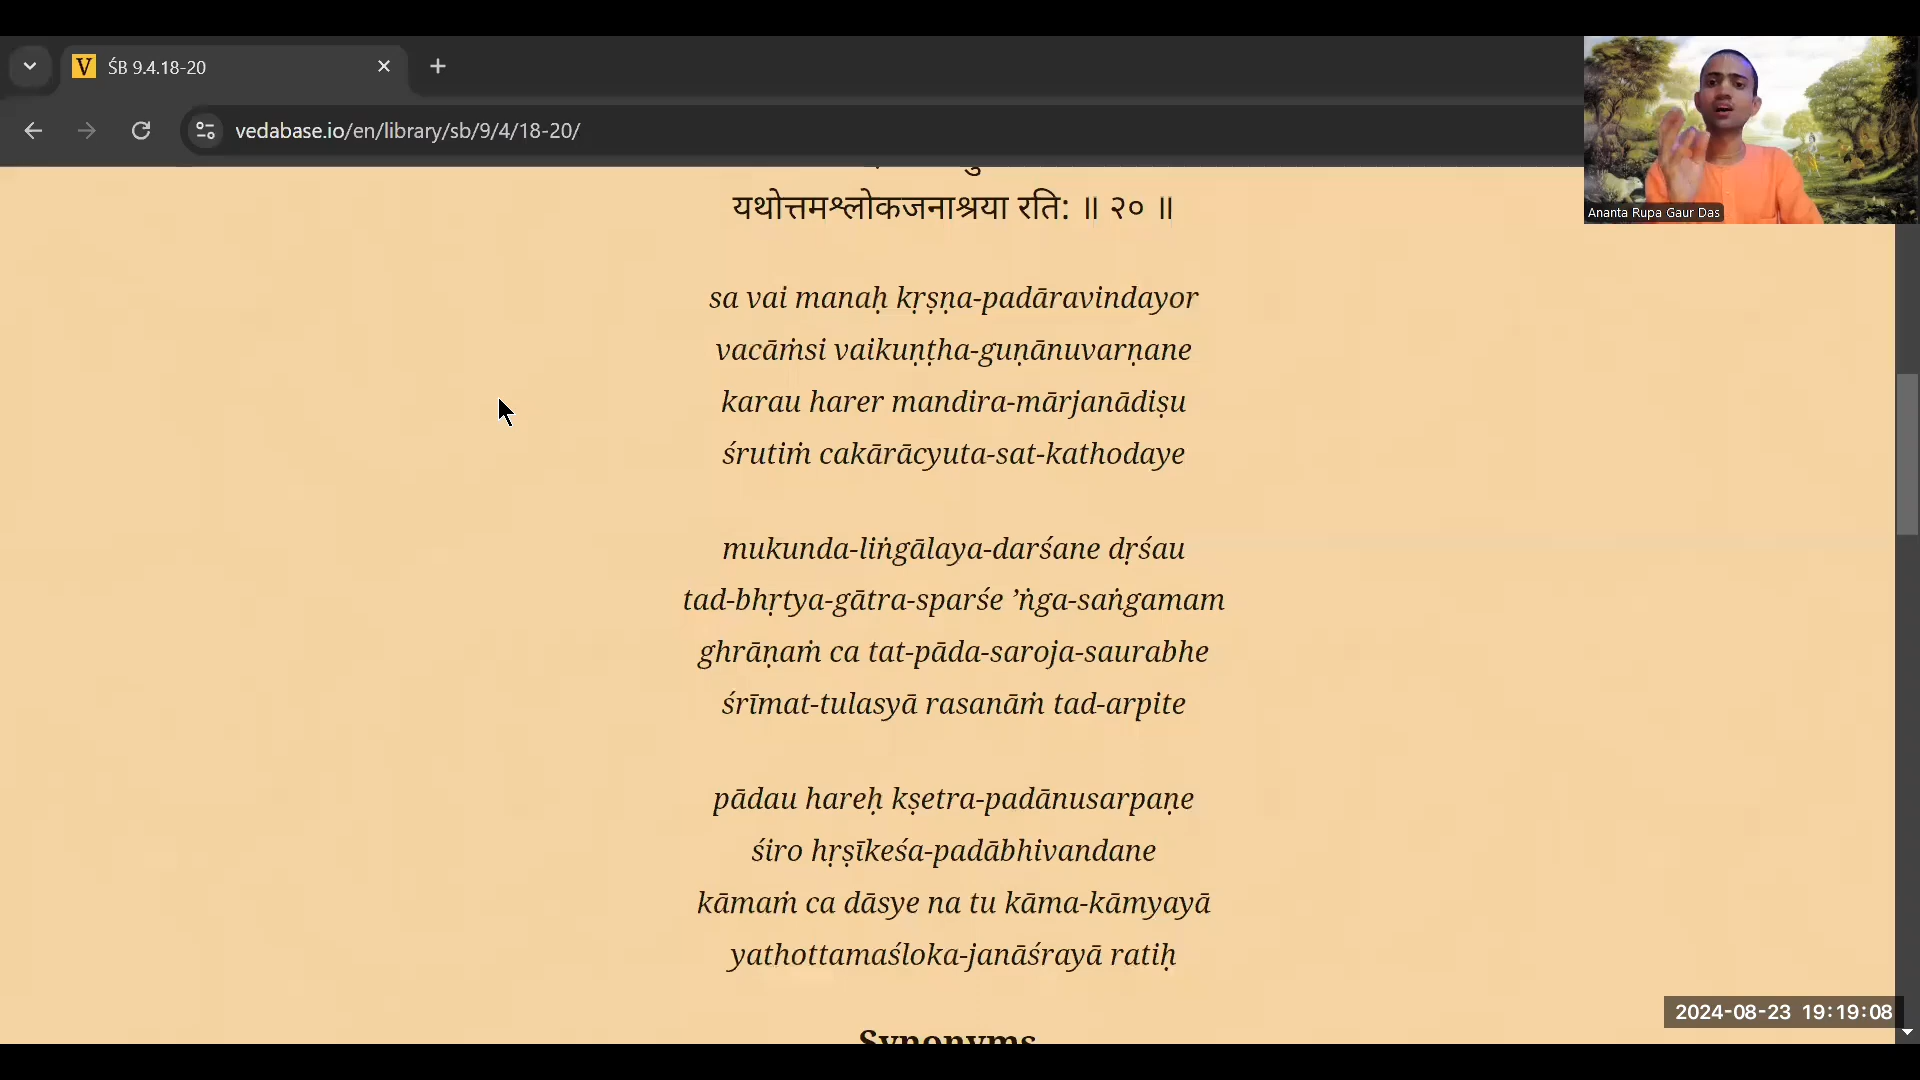 ŚB 9.4.18-20
vedabase.io/en/library/sb/9/4/18-20/
Ananta Rupa Gaur Das
यथोत्तमश्लोकजनाश्रया रति: ॥ २० ॥
sa vai manaḥ kṛṣṇa-padāravindayor
vacāṁsi vaikuṇṭha-guṇānuvarṇane
karau harer mandira-mārjanādiṣu
śrutiṁ cakārācyuta-sat-kathodaye
mukunda-liṅgālaya-darśane dṛśau
tad-bhṛtya-gātra-sparśe ’ṅga-saṅgamam
ghrāṇaṁ ca tat-pāda-saroja-saurabhe
śrīmat-tulasyā rasanāṁ tad-arpite
pādau hareḥ kṣetra-padānusarpaṇe
śiro hṛṣīkeśa-padābhivandane
kāmaṁ ca dāsye na tu kāma-kāmyayā
yathottamaśloka-janāśrayā ratiḥ
2024-08-23 19:19:08
Synonyms